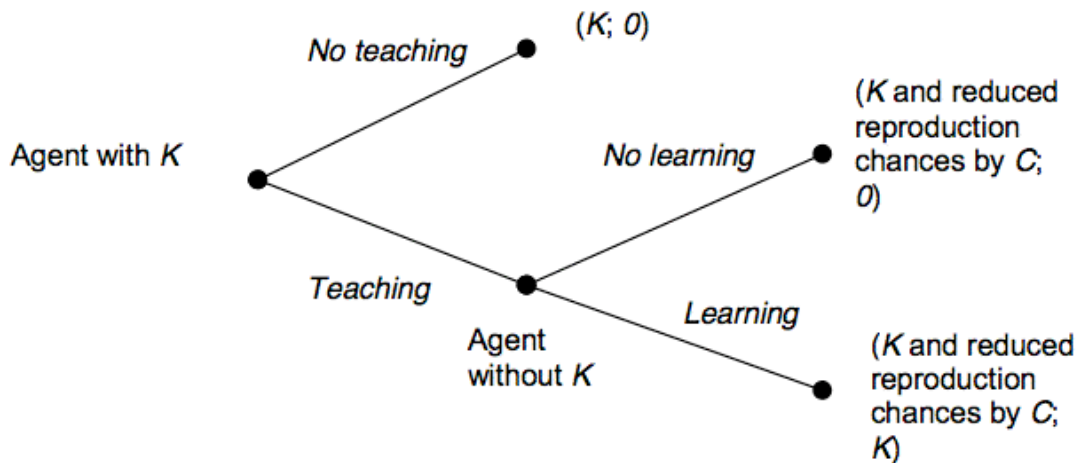 (K; 0)
No teaching
(K and reduced
reproduction
chances by C;
0)
Agent with K
No learning
Teaching
Learning
Agent
without K
(K and reduced
reproduction
chances by C;
K)